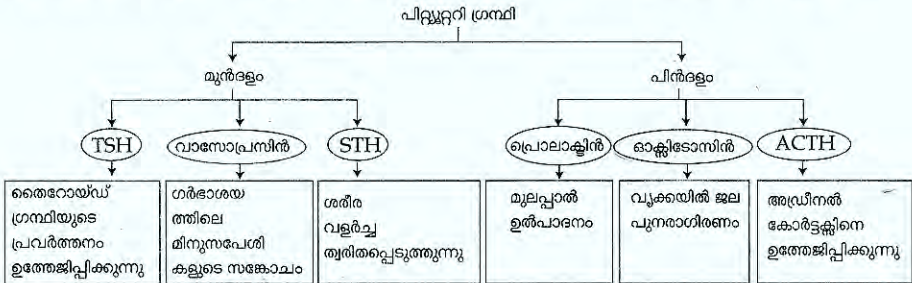 പിറ്റ്യൂറ്ററി ഗ്രന്ഥി
മുൻദളം
പിൻദളം
TSH
വാസോപ്രസിൻ
STH
പ്രൊലാക്ടിൻ
ഓക്സിടോസിൻ
ACTH
തൈറോയ്ഡ്
ഗ്രന്ഥിയുടെ
പ്രവർത്തനം
ഉത്തേജിപ്പിക്കുന്നു
ഗർഭാശയ
ത്തിലെ
മിനുസപേശി
കളുടെ സങ്കോചം
ശരീര
വളർച്ച
ത്വരിതപ്പെടുത്തുന്നു
മുലപ്പാൽ
ഉൽപാദനം
വൃക്കയിൽ ജല
പുനരാഗിരണം
അഡ്രീനൽ
കോർട്ടക്സിനെ
ഉത്തേജിപ്പിക്കുന്നു